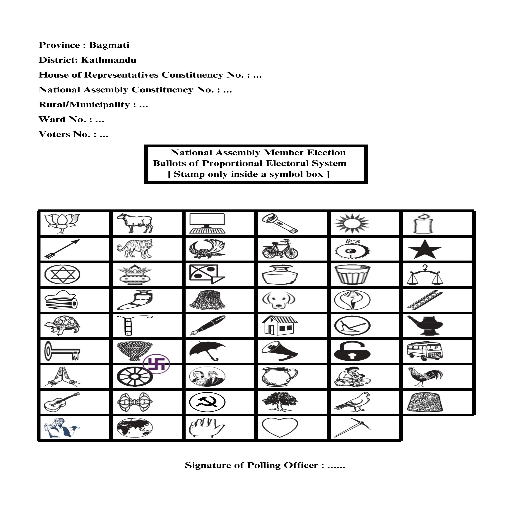 Province : Bagmati
District: Kathmandu
House of Representatives Constituency No. : ...
National Assembly Constituency No. : ...
Rural/Municipality : ...
Ward No. : ...
Voters No. : ...
National Assembly Member Election
Ballots of Proportional Electoral System
[ Stamp only inside a symbol box ]
Signature of Polling Officer : ......